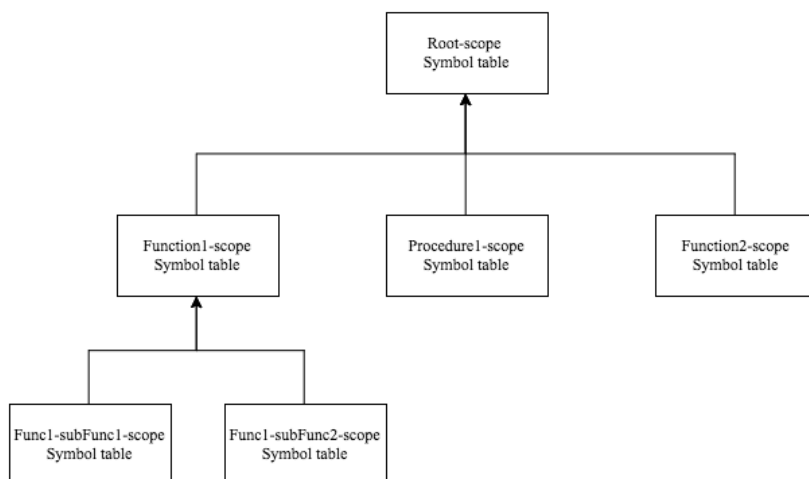 Root-scope
Symbol table
Function1-scope
Symbol table
Procedure1-scope
Symbol table
Function2-scope
Symbol table
Func1-subFunc1-scope
Symbol table
Func1-subFunc2-scope
Symbol table